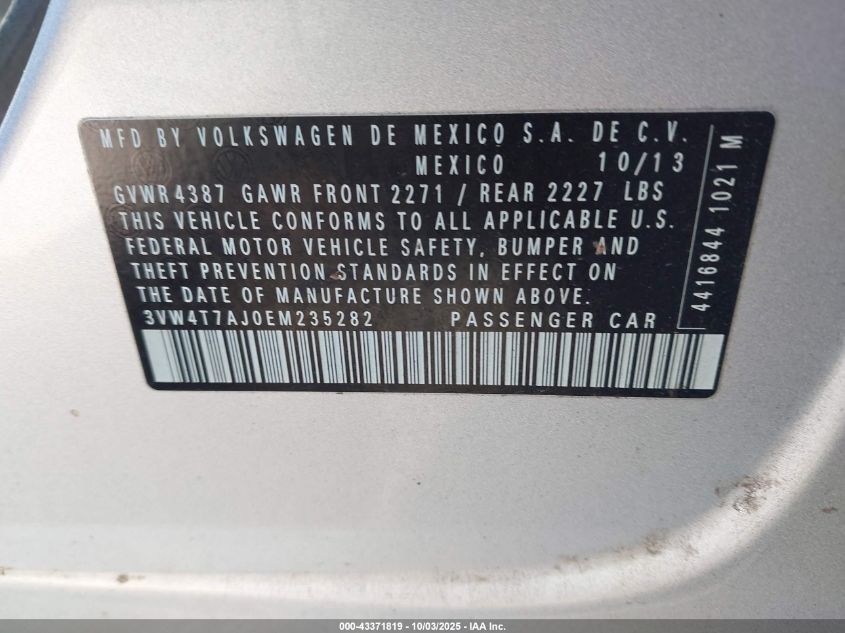 MFD BY VOLKSWAGEN DE MEXICO S.A. DE C.V.
MEXICO 10/13
GVWR 4387 GAWR FRONT 2271 / REAR 2227 LBS
THIS VEHICLE CONFORMS TO ALL APPLICABLE U.S.
FEDERAL MOTOR VEHICLE SAFETY, BUMPER AND
THEFT PREVENTION STANDARDS IN EFFECT ON
THE DATE OF MANUFACTURE SHOWN ABOVE.
3VW4T7AJ0EM235282 PASSENGER CAR
4416844 1021 M
000-43371819 - 10/03/2025 - IAA Inc.